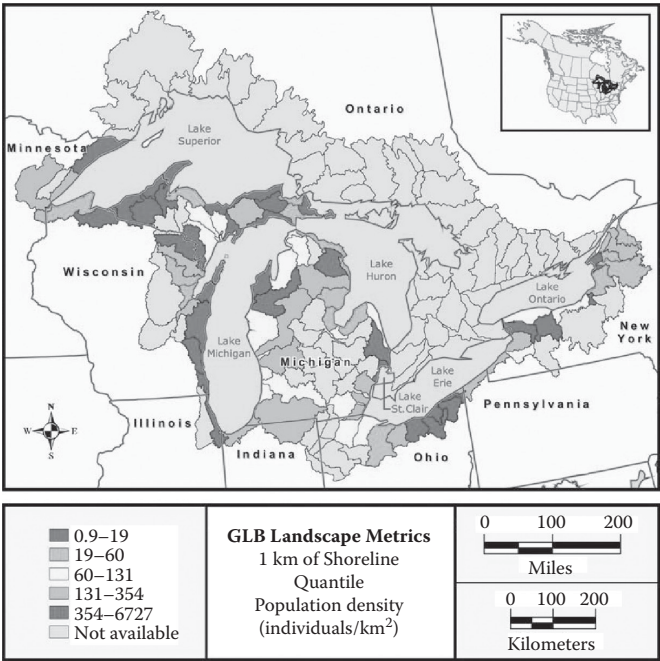 Ontario
Lake
Superior
Minnesota
Wisconsin
Lake
Huron
Lake
Ontario
New
York
Lake
Michigan
Michigan
Lake
Erie
Lake
St. Clair
Pennsylvania
Illinois
Indiana
Ohio
N
W
E
S
0.9–19
19–60
60–131
131–354
354–6727
Not available
GLB Landscape Metrics
1 km of Shoreline
Quantile
Population density
(individuals/km²)
0 100 200
Miles
0 100 200
Kilometers